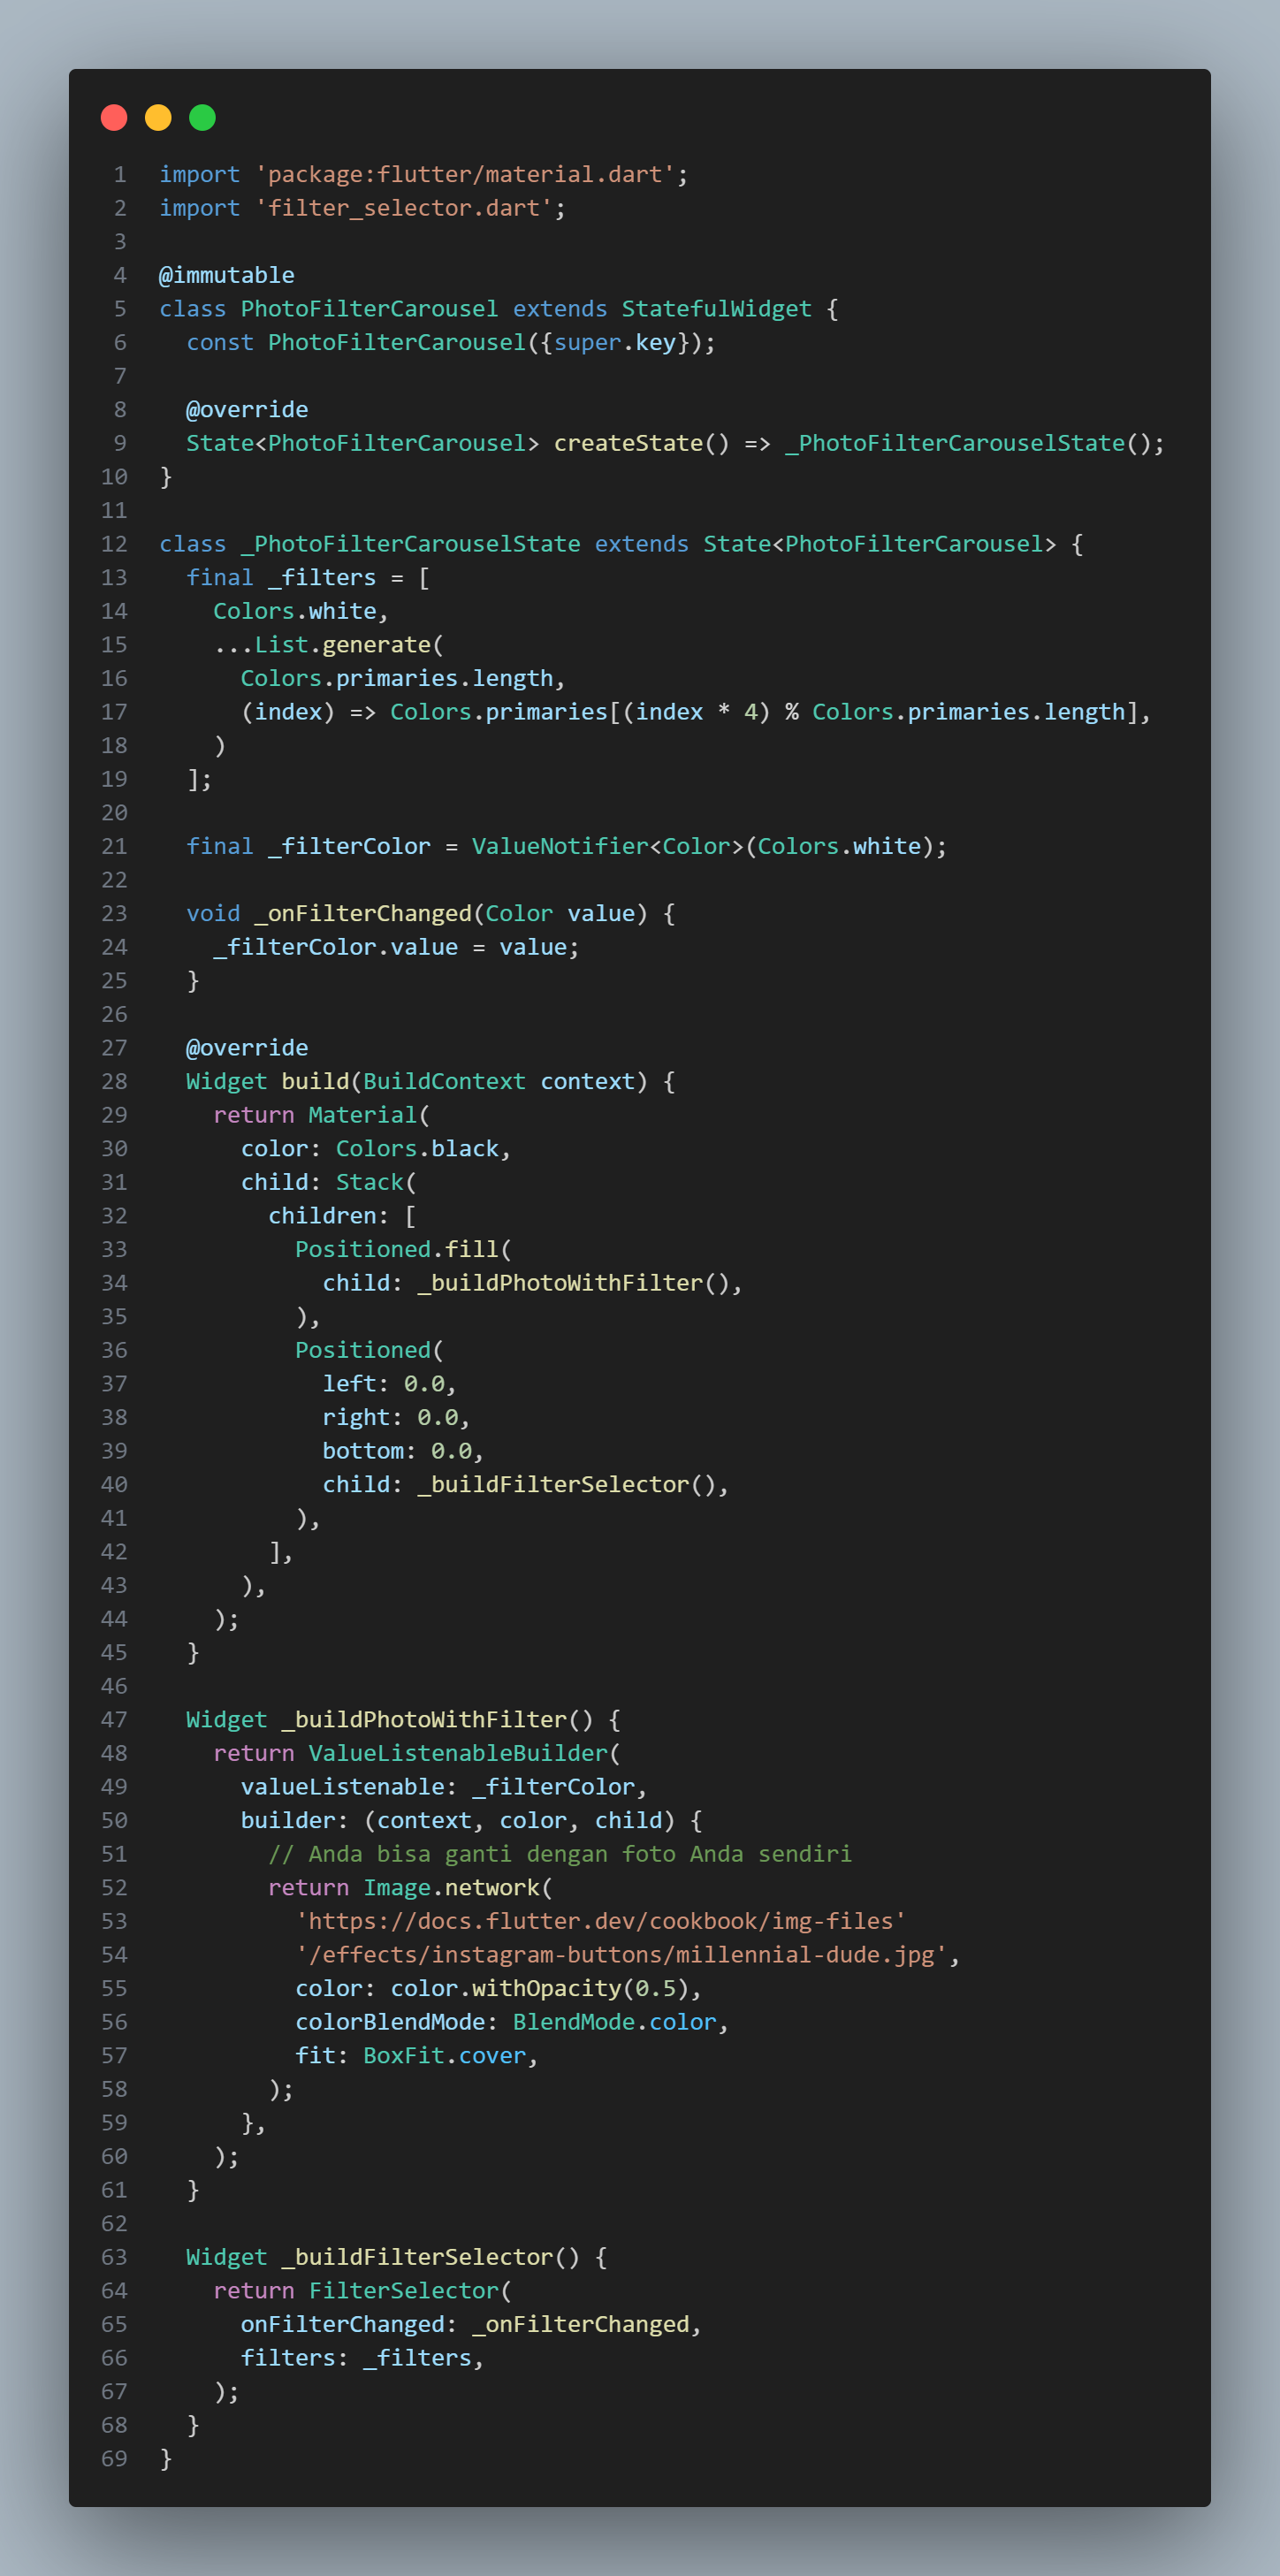 1 import 'package:flutter/material.dart';
2 import 'filter_selector.dart';
3
4 @immutable
5 class PhotoFilterCarousel extends StatefulWidget {
6   const PhotoFilterCarousel({super.key});
7
8   @override
9   State<PhotoFilterCarousel> createState() => _PhotoFilterCarouselState();
10 }
11
12 class _PhotoFilterCarouselState extends State<PhotoFilterCarousel> {
13   final _filters = [
14     Colors.white,
15     ...List.generate(
16       Colors.primaries.length,
17       (index) => Colors.primaries[(index * 4) % Colors.primaries.length],
18     )
19   ];
20
21   final _filterColor = ValueNotifier<Color>(Colors.white);
22
23   void _onFilterChanged(Color value) {
24     _filterColor.value = value;
25   }
26
27   @override
28   Widget build(BuildContext context) {
29     return Material(
30       color: Colors.black,
31       child: Stack(
32         children: [
33           Positioned.fill(
34             child: _buildPhotoWithFilter(),
35           ),
36           Positioned(
37             left: 0.0,
38             right: 0.0,
39             bottom: 0.0,
40             child: _buildFilterSelector(),
41           ),
42         ],
43       ),
44     );
45   }
46
47   Widget _buildPhotoWithFilter() {
48     return ValueListenableBuilder(
49       valueListenable: _filterColor,
50       builder: (context, color, child) {
51         // Anda bisa ganti dengan foto Anda sendiri
52         return Image.network(
53           'https://docs.flutter.dev/cookbook/img-files'
54           '/effects/instagram-buttons/millennial-dude.jpg',
55           color: color.withOpacity(0.5),
56           colorBlendMode: BlendMode.color,
57           fit: BoxFit.cover,
58         );
59       },
60     );
61   }
62
63   Widget _buildFilterSelector() {
64     return FilterSelector(
65       onFilterChanged: _onFilterChanged,
66       filters: _filters,
67     );
68   }
69 }